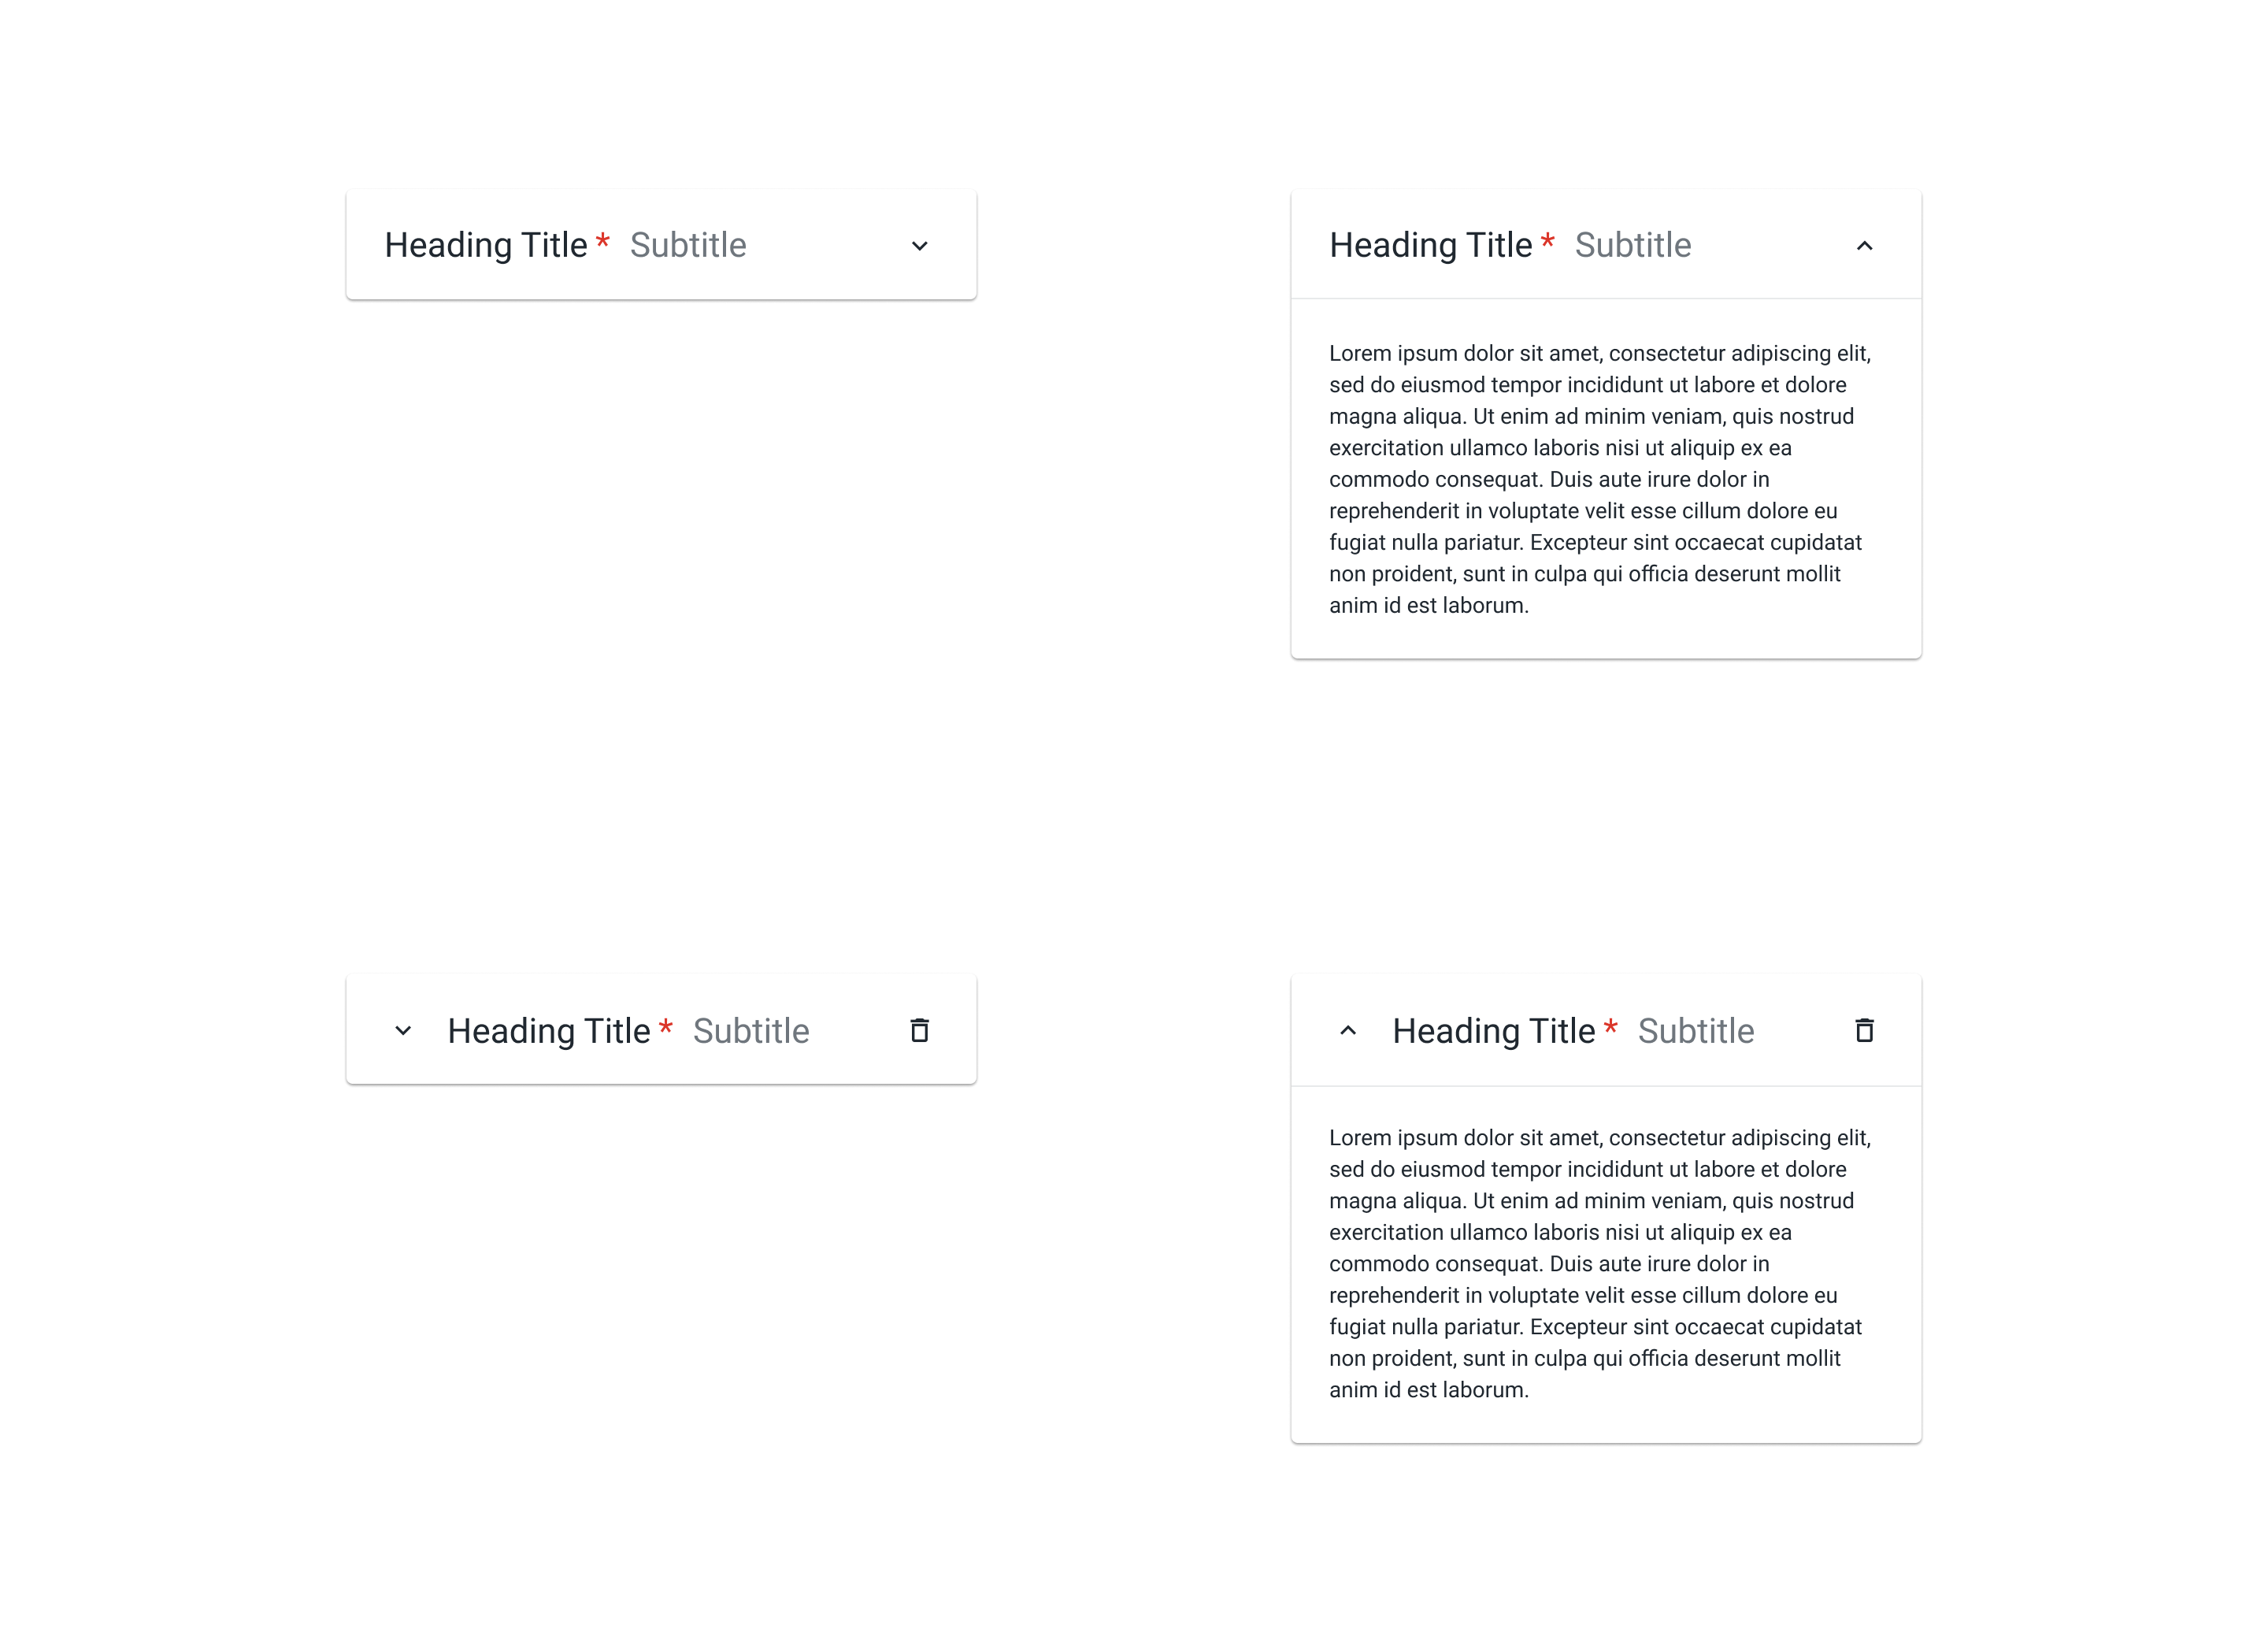 Heading Title * Subtitle
Heading Title * Subtitle
Lorem ipsum dolor sit amet, consectetur adipiscing elit,
sed do eiusmod tempor incididunt ut labore et dolore
magna aliqua. Ut enim ad minim veniam, quis nostrud
exercitation ullamco laboris nisi ut aliquip ex ea
commodo consequat. Duis aute irure dolor in
reprehenderit in voluptate velit esse cillum dolore eu
fugiat nulla pariatur. Excepteur sint occaecat cupidatat
non proident, sunt in culpa qui officia deserunt mollit
anim id est laborum.
Heading Title * Subtitle
Heading Title * Subtitle
Lorem ipsum dolor sit amet, consectetur adipiscing elit,
sed do eiusmod tempor incididunt ut labore et dolore
magna aliqua. Ut enim ad minim veniam, quis nostrud
exercitation ullamco laboris nisi ut aliquip ex ea
commodo consequat. Duis aute irure dolor in
reprehenderit in voluptate velit esse cillum dolore eu
fugiat nulla pariatur. Excepteur sint occaecat cupidatat
non proident, sunt in culpa qui officia deserunt mollit
anim id est laborum.